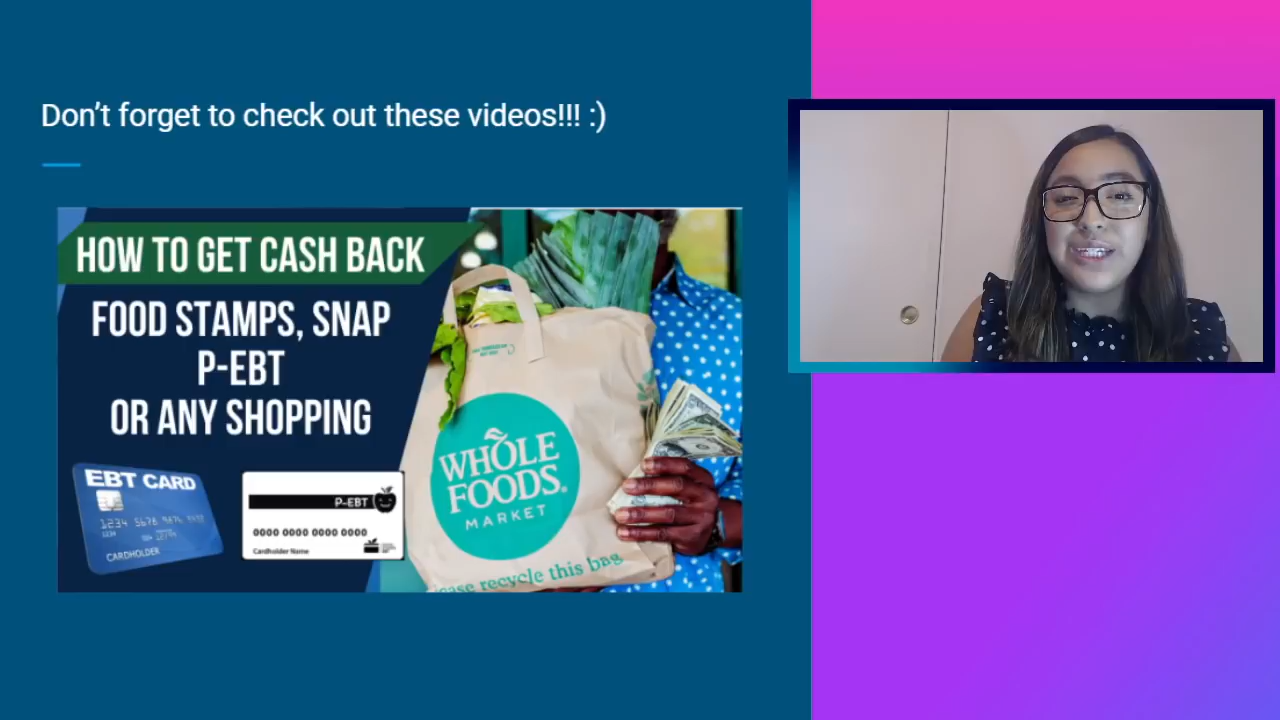 Don't forget to check out these videos!!! :)
HOW TO GET CASH BACK
FOOD STAMPS, SNAP
P-EBT
OR ANY SHOPPING
EBT CARD
CARDHOLDER
P-EBT
0000 0000 0000 0000
Cardholder Name
WHOLE
FOODS
MARKET
ease recycle this bag